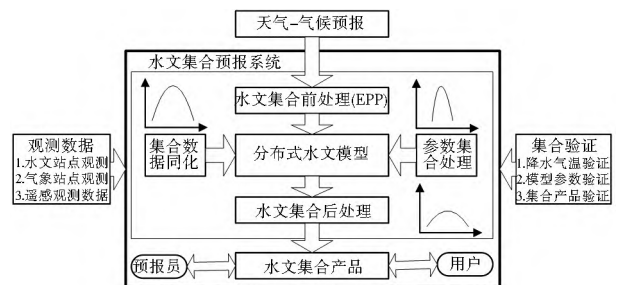 天气-气候预报
水文集合预报系统
水文集合前处理(EPP)
观测数据
1.水文站点观测
2.气象站点观测
3.遥感观测数据
集合数
据同化
分布式水文模型
参数集
合处理
集合验证
1.降水气温验证
2.模型参数验证
3.集合产品验证
水文集合后处理
预报员
水文集合产品
用户